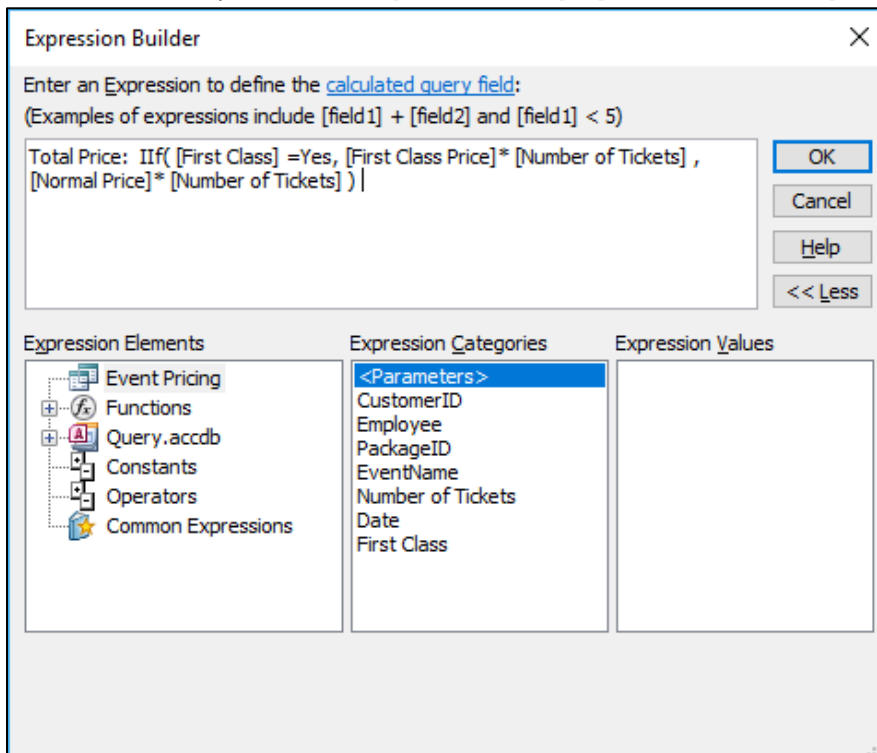 Expression Builder
Enter an Expression to define the calculated query field:
(Examples of expressions include [field1] + [field2] and [field1] < 5)
Total Price:  IIf( [First Class] =Yes, [First Class Price]* [Number of Tickets] ,
[Normal Price]* [Number of Tickets] )
OK
Cancel
Help
<< Less
Expression Elements
Event Pricing
Functions
Query.accdb
Constants
Operators
Common Expressions
Expression Categories
<Parameters>
CustomerID
Employee
PackageID
EventName
Number of Tickets
Date
First Class
Expression Values